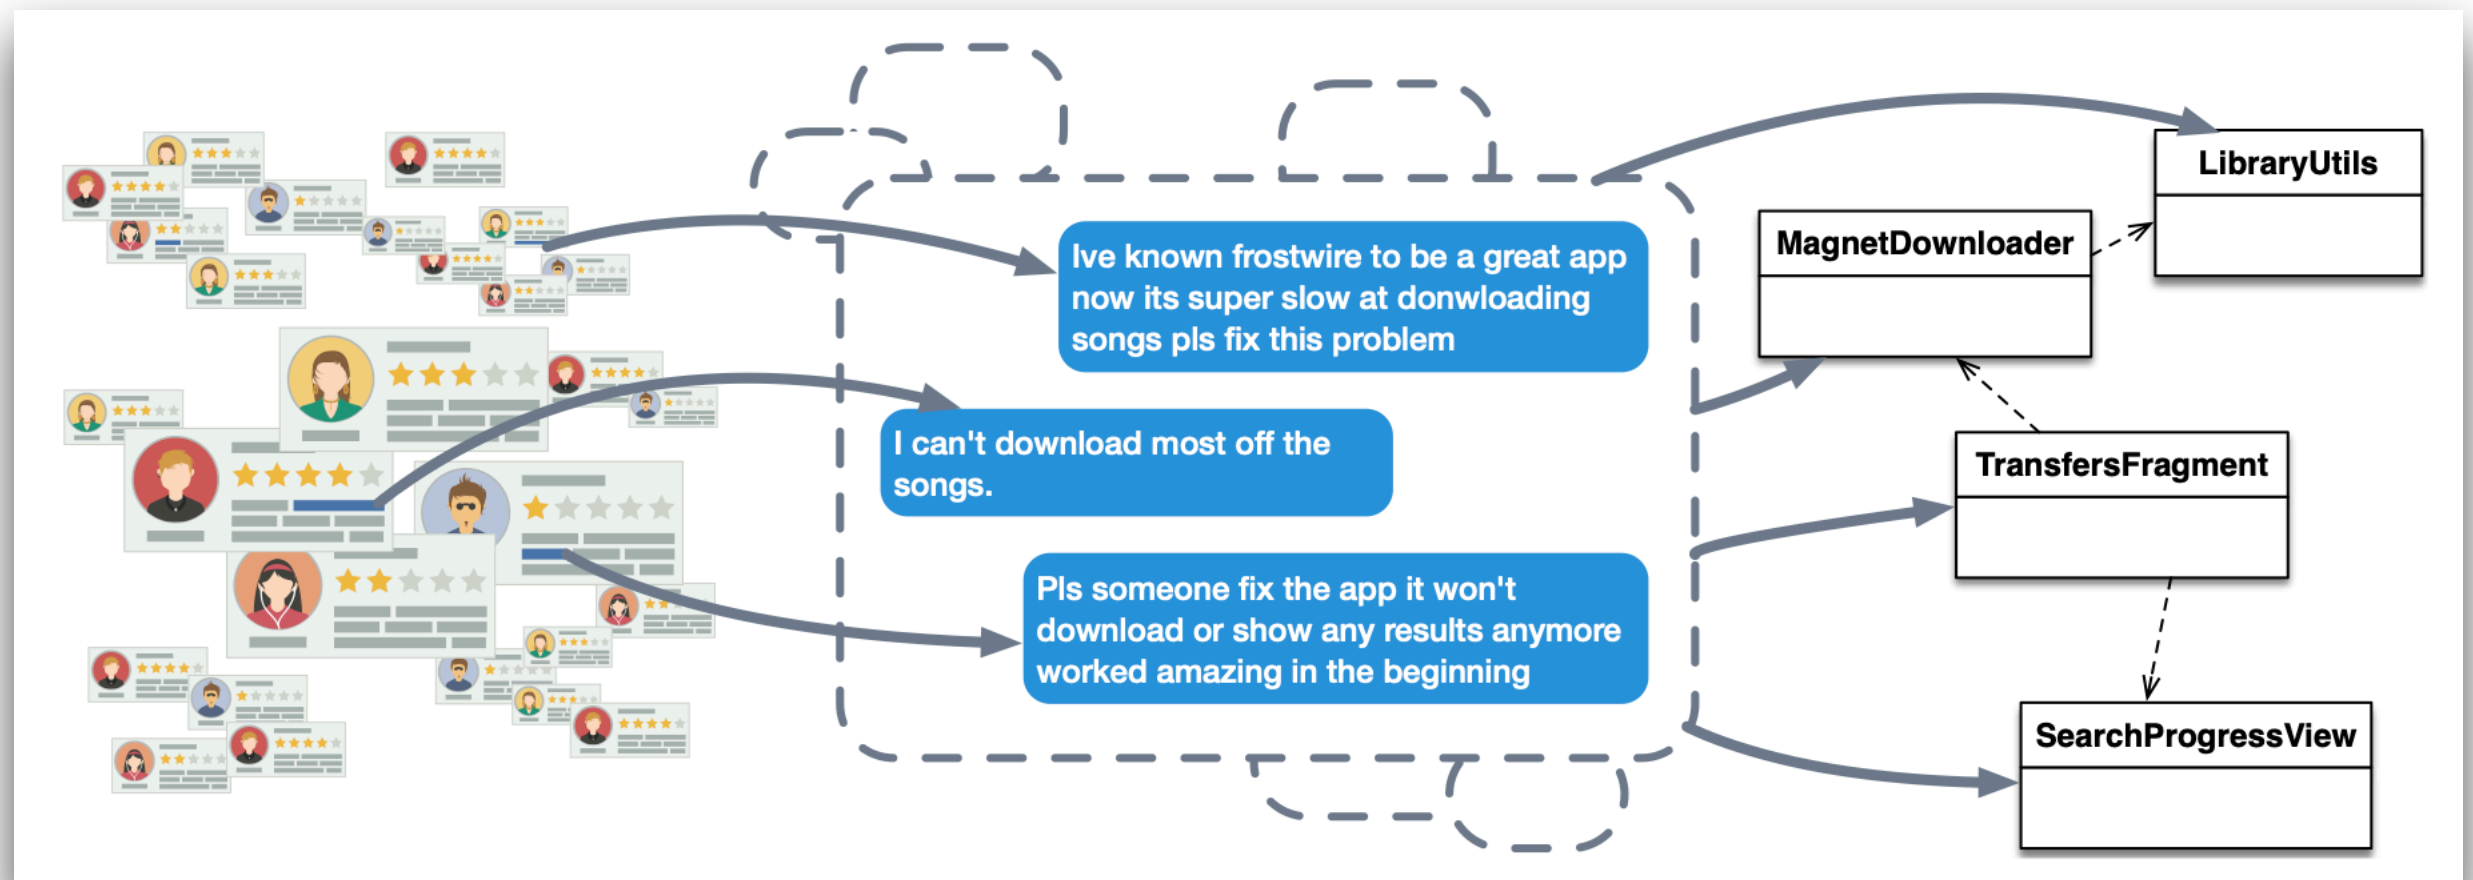 LibraryUtils
MagnetDownloader
Ive known frostwire to be a great app
now its super slow at donwloading
songs pls fix this problem
I can't download most off the
songs.
TransfersFragment
Pls someone fix the app it won't
download or show any results anymore
worked amazing in the beginning
SearchProgressView